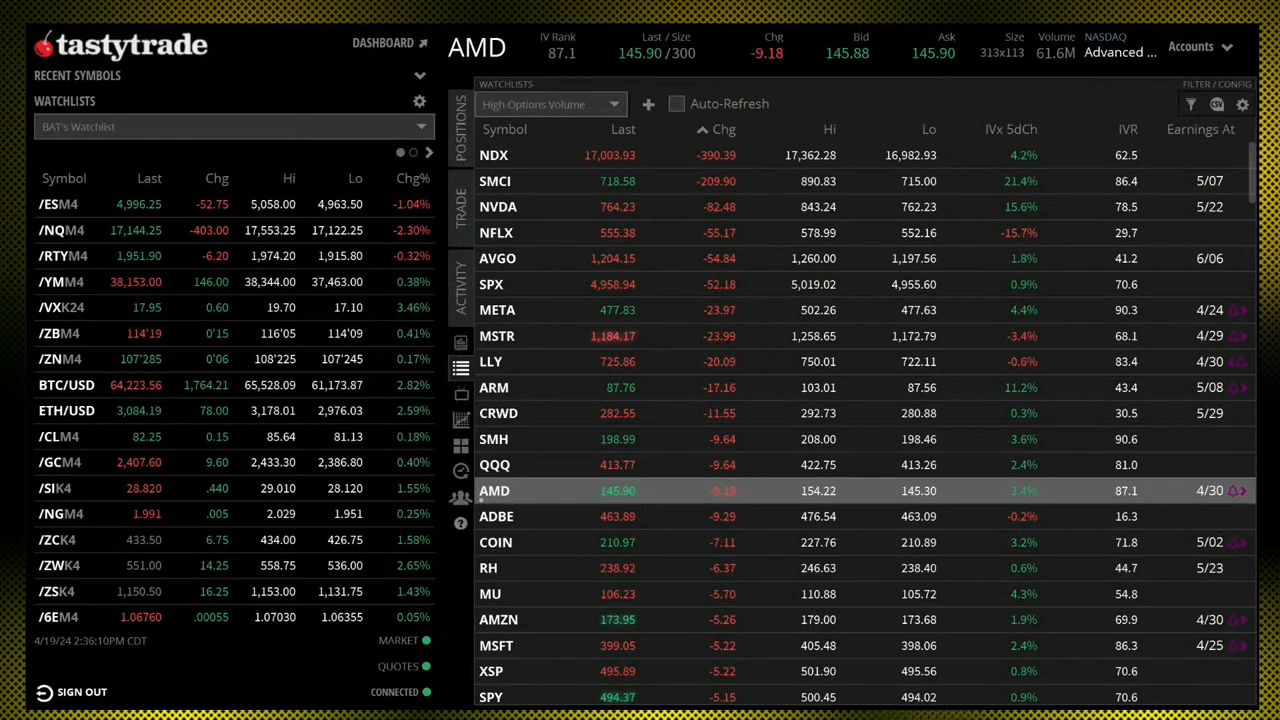 tastytrade
DASHBOARD
RECENT SYMBOLS
WATCHLISTS
BAT's Watchlist
Symbol Last Chg Hi Lo Chg%
/ESM4 4,996.25 -52.75 5,058.00 4,963.50 -1.04%
/NQM4 17,144.25 -403.00 17,553.25 17,122.25 -2.30%
/RTYM4 1,951.90 -6.20 1,974.20 1,915.80 -0.32%
/YMM4 38,153.00 146.00 38,344.00 37,463.00 0.38%
/VXK24 17.95 0.60 19.70 17.10 3.46%
/ZBM4 114'19 0'15 116'05 114'09 0.41%
/ZNM4 107'285 0'06 108'225 107'245 0.17%
BTC/USD 64,223.56 1,764.21 65,528.09 61,173.87 2.82%
ETH/USD 3,084.19 78.00 3,178.01 2,976.03 2.59%
/CLM4 82.25 0.15 85.64 81.13 0.18%
/GCM4 2,407.60 9.60 2,433.30 2,386.80 0.40%
/SIK4 28.820 .440 29.010 28.120 1.55%
/NGM4 1.991 .005 2.029 1.951 0.25%
/ZCK4 433.50 6.75 434.00 426.75 1.58%
/ZWK4 551.00 14.25 558.75 536.00 2.65%
/ZSK4 1,150.50 16.25 1,153.00 1,131.75 1.43%
/6EM4 1.06760 .00055 1.07030 1.06355 0.05%
4/19/24 2:36:10PM CDT
MARKET
QUOTES
SIGN OUT
CONNECTED
AMD
IV Rank Last / Size Chg Bid Ask Size Volume NASDAQ
87.1 145.90 /300 -9.18 145.88 145.90 313x113 61.6M Advanced ...
Accounts
POSITIONS
TRADE
ACTIVITY
WATCHLISTS
FILTER / CONFIG
High Options Volume
Auto-Refresh
CSV
Symbol Last Chg Hi Lo IVx 5dCh IVR Earnings At
NDX 17,003.93 -390.39 17,362.28 16,982.93 4.2% 62.5
SMCI 718.58 -209.90 890.83 715.00 21.4% 86.4 5/07
NVDA 764.23 -82.48 843.24 762.23 15.6% 78.5 5/22
NFLX 555.38 -55.17 578.99 552.16 -15.7% 29.7
AVGO 1,204.15 -54.84 1,260.00 1,197.56 1.8% 41.2 6/06
SPX 4,958.94 -52.18 5,019.02 4,955.60 0.9% 70.6
META 477.83 -23.97 502.26 477.63 4.4% 90.3 4/24
MSTR 1,184.17 -23.99 1,258.65 1,172.79 -3.4% 68.1 4/29
LLY 725.86 -20.09 750.01 722.11 -0.6% 83.4 4/30
ARM 87.76 -17.16 103.01 87.56 11.2% 43.4 5/08
CRWD 282.55 -11.55 292.73 280.88 0.3% 30.5 5/29
SMH 198.99 -9.64 208.00 198.46 3.6% 90.6
QQQ 413.77 -9.64 422.75 413.26 2.4% 81.0
AMD 145.90 -9.18 154.22 145.30 3.4% 87.1 4/30
ADBE 463.89 -9.29 476.54 463.09 -0.2% 16.3
COIN 210.97 -7.11 227.76 210.89 3.2% 71.8 5/02
RH 238.92 -6.37 246.63 238.40 0.6% 44.7 5/23
MU 106.23 -5.70 110.88 105.72 4.3% 54.8
AMZN 173.95 -5.26 179.00 173.68 1.9% 69.9 4/30
MSFT 399.05 -5.22 405.48 398.06 2.4% 86.3 4/25
XSP 495.89 -5.22 501.90 495.56 0.8% 70.6
SPY 494.37 -5.15 500.45 494.02 0.9% 70.6